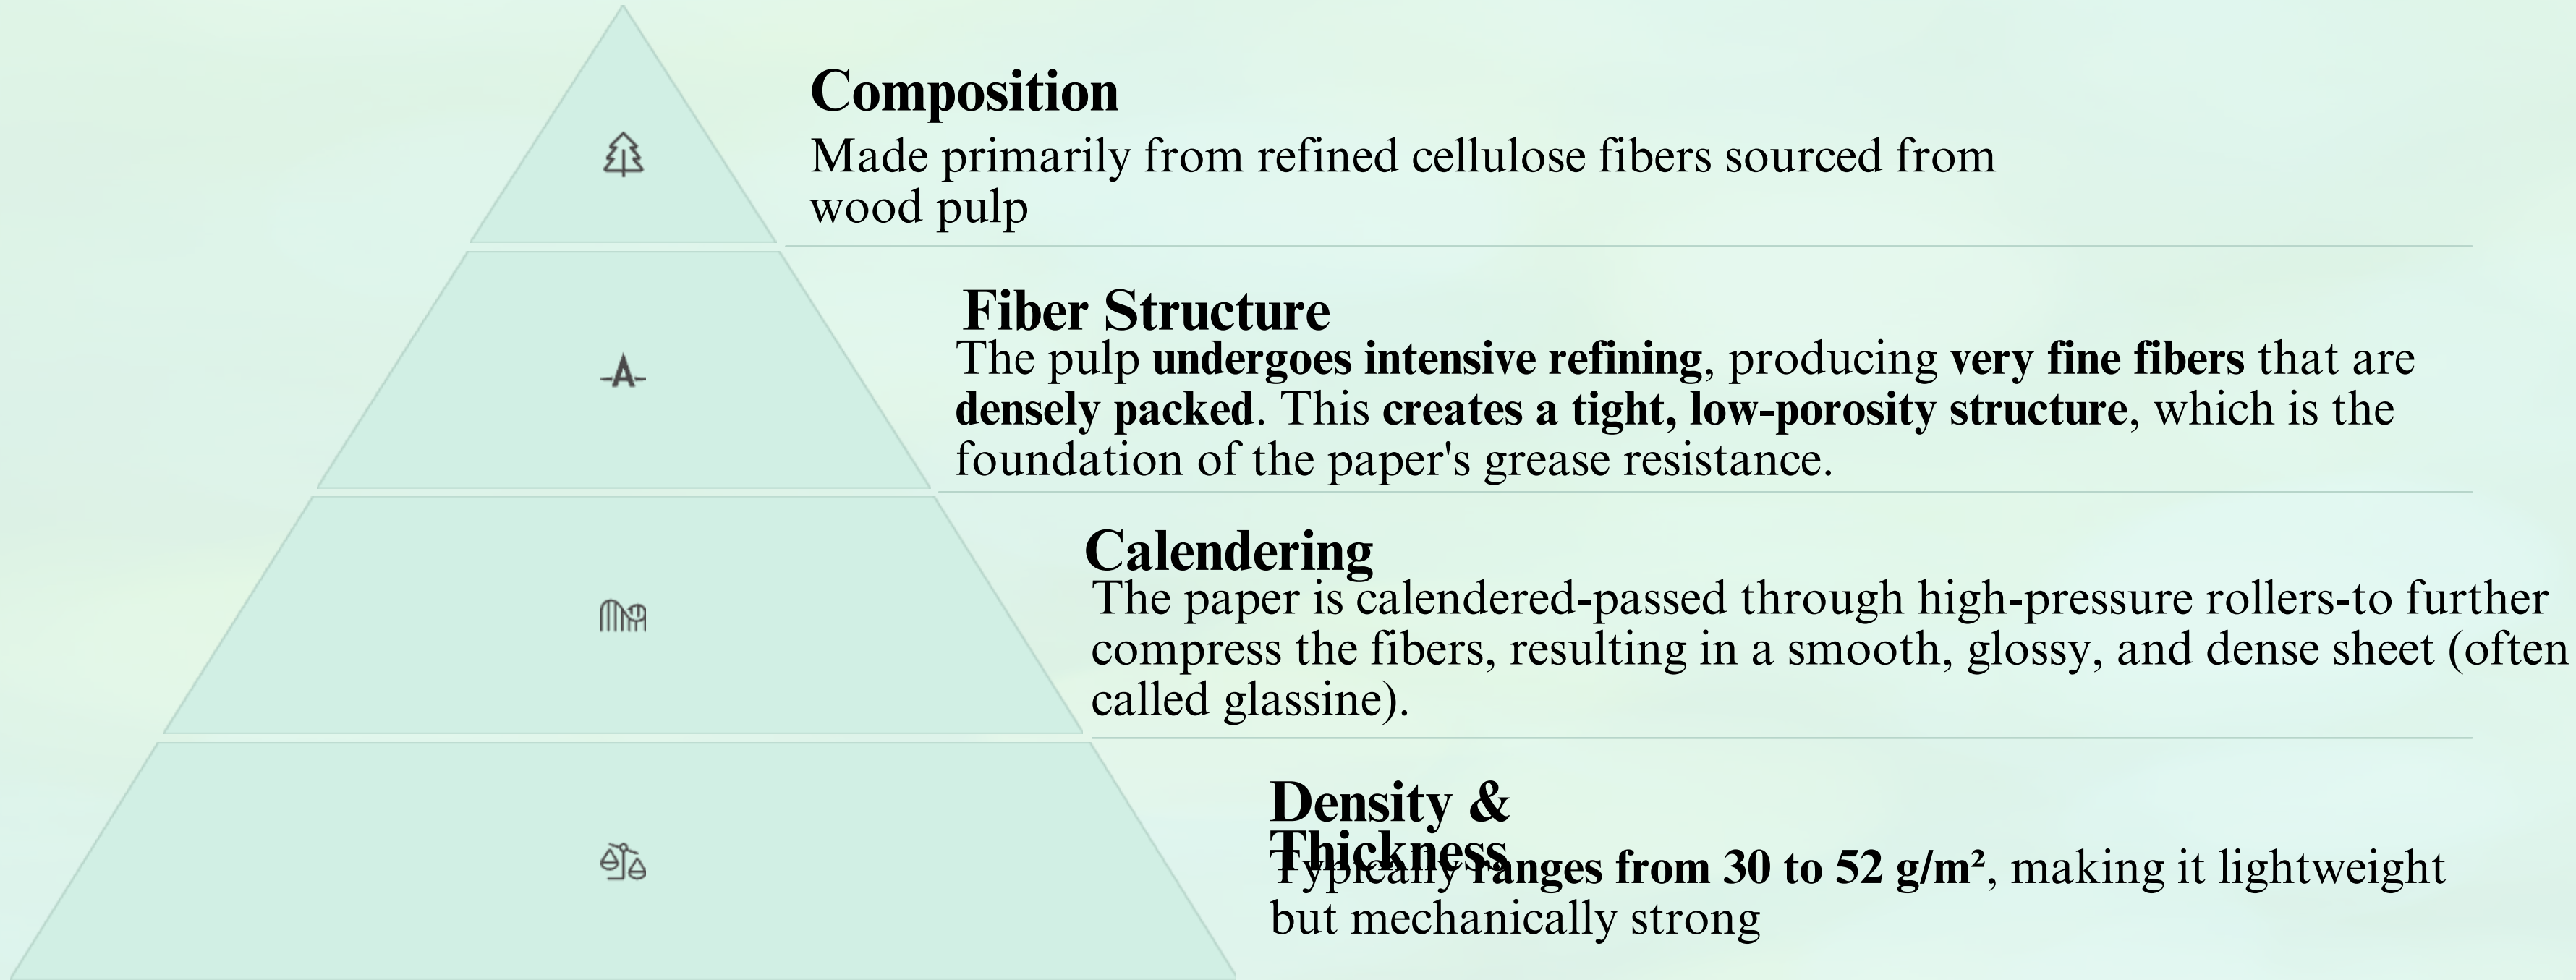 Composition
Made primarily from refined cellulose fibers sourced from
wood pulp
Fiber Structure
The pulp undergoes intensive refining, producing very fine fibers that are
densely packed. This creates a tight, low-porosity structure, which is the
foundation of the paper's grease resistance.
Calendering
The paper is calendered-passed through high-pressure rollers-to further
compress the fibers, resulting in a smooth, glossy, and dense sheet (often
called glassine).
Density &
Thickness
Typically ranges from 30 to 52 g/m², making it lightweight
but mechanically strong